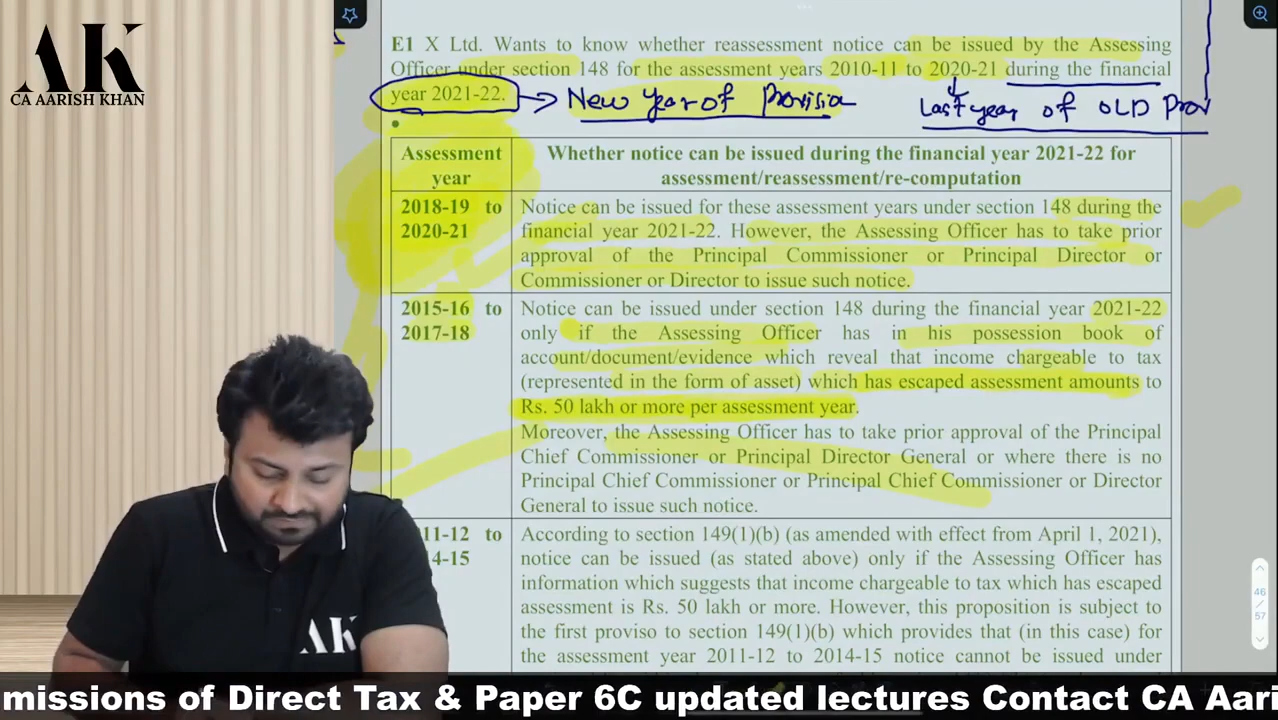 AK
CA AARISH KHAN
E1 X Ltd. Wants to know whether reassessment notice can be issued by the Assessing
Officer under section 148 for the assessment years 2010-11 to 2020-21 during the financial
year 2021-22.
New year of Provision
Last year of OLD Prov
Assessment year
Whether notice can be issued during the financial year 2021-22 for
assessment/reassessment/re-computation
2018-19 to
2020-21
Notice can be issued for these assessment years under section 148 during the
financial year 2021-22. However, the Assessing Officer has to take prior
approval of the Principal Commissioner or Principal Director or
Commissioner or Director to issue such notice.
2015-16 to
2017-18
Notice can be issued under section 148 during the financial year 2021-22
only if the Assessing Officer has in his possession book of
account/document/evidence which reveal that income chargeable to tax
(represented in the form of asset) which has escaped assessment amounts to
Rs. 50 lakh or more per assessment year.
Moreover, the Assessing Officer has to take prior approval of the Principal
Chief Commissioner or Principal Director General or where there is no
Principal Chief Commissioner or Principal Chief Commissioner or Director
General to issue such notice.
11-12 to
4-15
According to section 149(1)(b) (as amended with effect from April 1, 2021),
notice can be issued (as stated above) only if the Assessing Officer has
information which suggests that income chargeable to tax which has escaped
assessment is Rs. 50 lakh or more. However, this proposition is subject to
the first proviso to section 149(1)(b) which provides that (in this case) for
the assessment year 2011-12 to 2014-15 notice cannot be issued under
46
/
57
AK
missions of Direct Tax & Paper 6C updated lectures Contact CA Aari